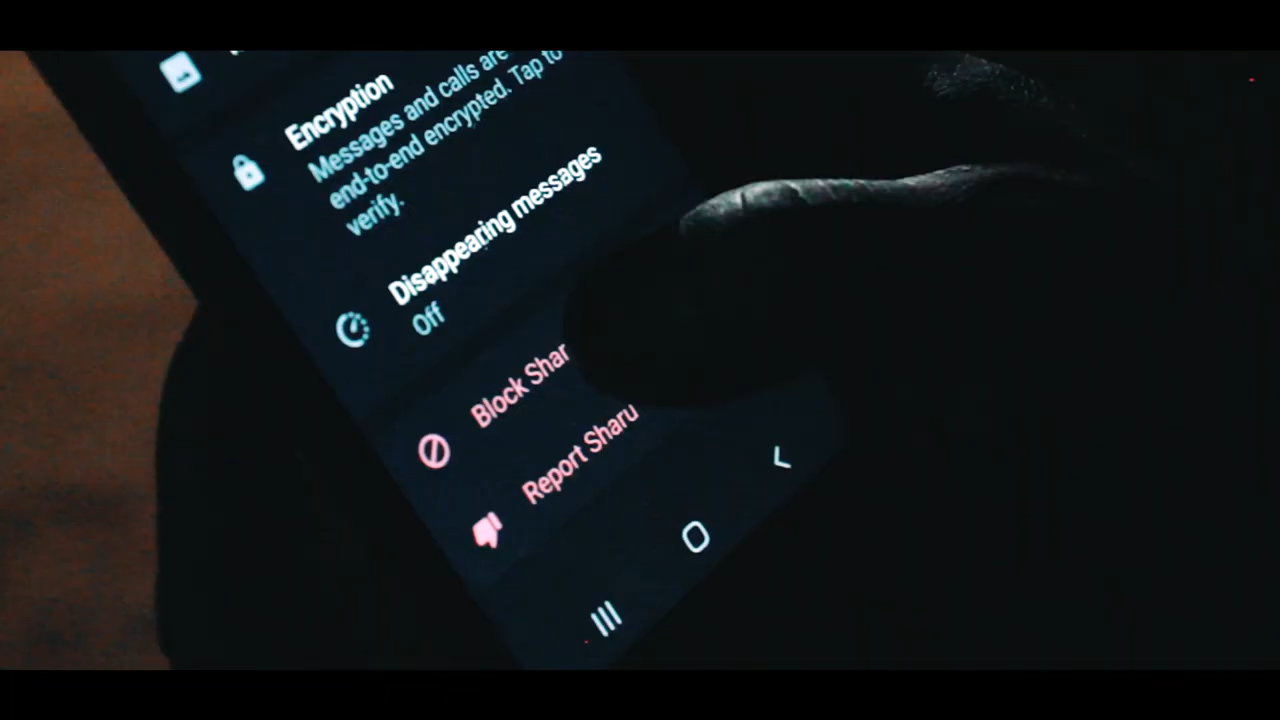 Encryption
Messages and calls are
end-to-end encrypted. Tap to
verify.
Disappearing messages
Off
Block Shar
Report Sharu